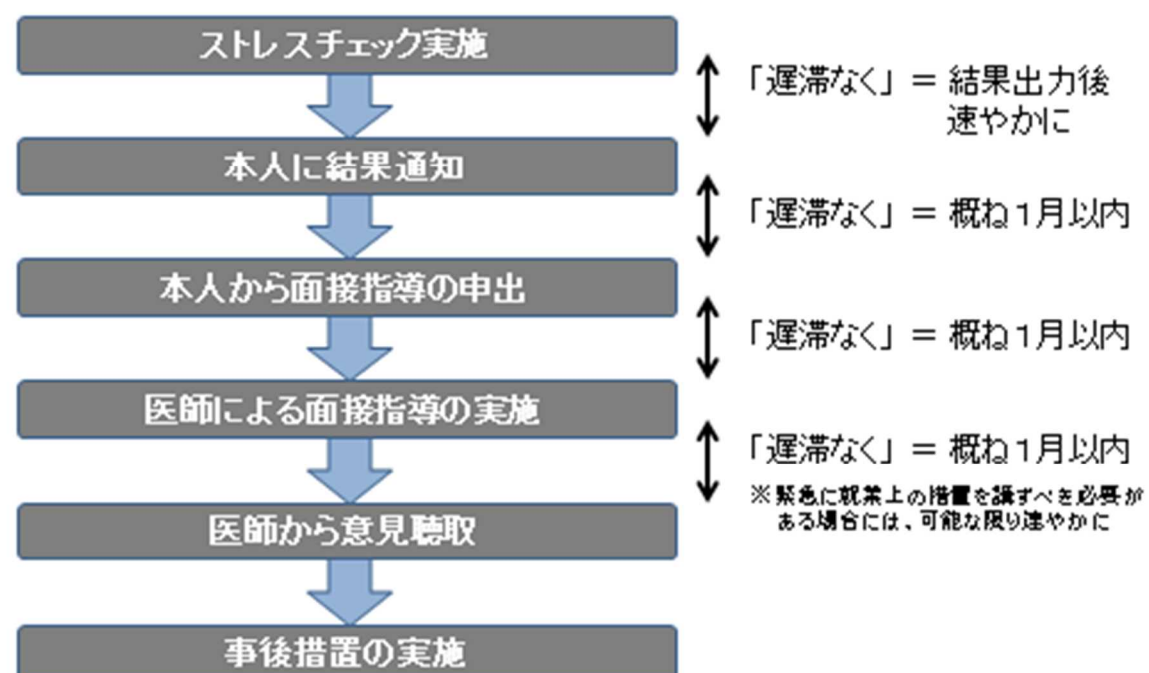 ストレスチェック実施
「遅滞なく」 = 結果出力後
速やかに
本人に結果通知
「遅滞なく」 = 概ね1月以内
本人から面接指導の申出
「遅滞なく」 = 概ね1月以内
医師による面接指導の実施
「遅滞なく」 = 概ね1月以内
※緊急に就業上の措置を講ずべき必要が
ある場合には、可能な限り速やかに
医師から意見聴取
事後措置の実施